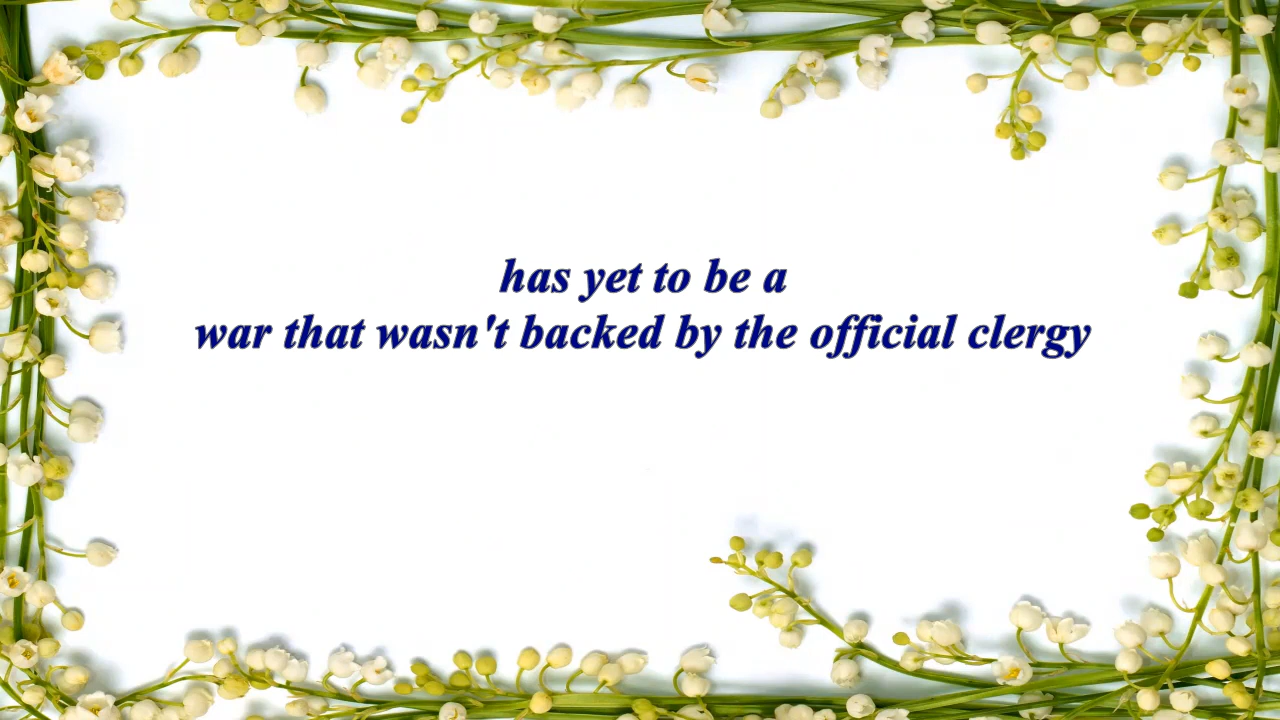 has yet to be a
war that wasn't backed by the official clergy